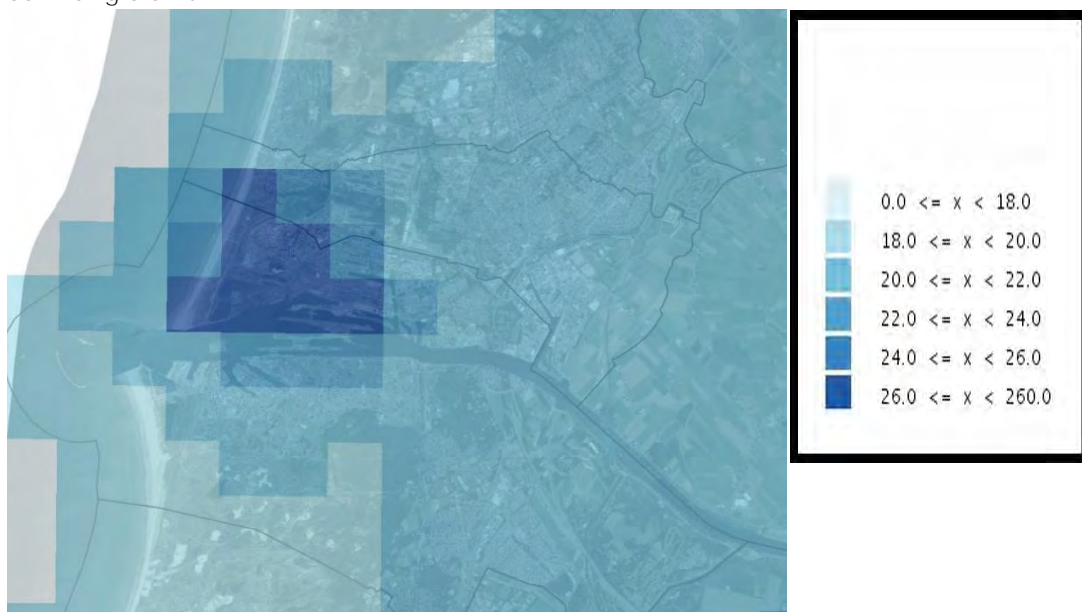 0.0 <= x < 18.0
18.0 <= x < 20.0
20.0 <= x < 22.0
22.0 <= x < 24.0
24.0 <= x < 26.0
26.0 <= x < 260.0